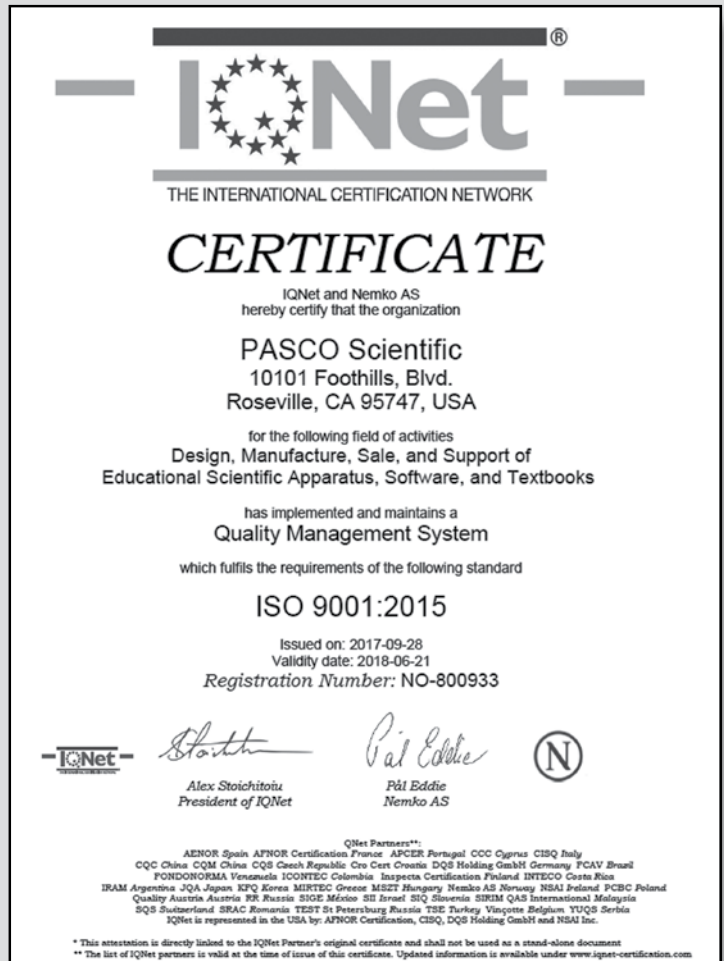 IQNet ®
THE INTERNATIONAL CERTIFICATION NETWORK
CERTIFICATE
IQNet and Nemko AS
hereby certify that the organization
PASCO Scientific
10101 Foothills, Blvd.
Roseville, CA 95747, USA
for the following field of activities
Design, Manufacture, Sale, and Support of
Educational Scientific Apparatus, Software, and Textbooks
has implemented and maintains a
Quality Management System
which fulfils the requirements of the following standard
ISO 9001:2015
Issued on: 2017-09-28
Validity date: 2018-06-21
Registration Number: NO-800933
IQNet
Pål Eddie
N
Alex Stoichitoiu
President of IQNet
Pål Eddie
Nemko AS
QNet Partners**:
AENOR Spain AFNOR Certification France APCER Portugal CCC Cyprus CISQ Italy
CQC China CQM China CQS Czech Republic Cro Cert Croatia DQS Holding GmbH Germany FCAV Brazil
FONDONORMA Venezuela ICONTEC Colombia Inspecta Certification Finland INTECO Costa Rica
IRAM Argentina JQA Japan KFQ Korea MIRTEC Greece MSZT Hungary Nemko AS Norway NSAI Ireland PCBC Poland
Quality Austria Austria RR Russia SIGE México SII Israel SIQ Slovenia SIRIM QAS International Malaysia
SQS Switzerland SRAC Romania TEST St Petersburg Russia TSE Turkey Vinçotte Belgium YUQS Serbia
IQNet is represented in the USA by: AFNOR Certification, CISQ, DQS Holding GmbH and NSAI Inc.
* This attestation is directly linked to the IQNet Partner's original certificate and shall not be used as a stand-alone document
** The list of IQNet partners is valid at the time of issue of this certificate. Updated information is available under www.iqnet-certification.com